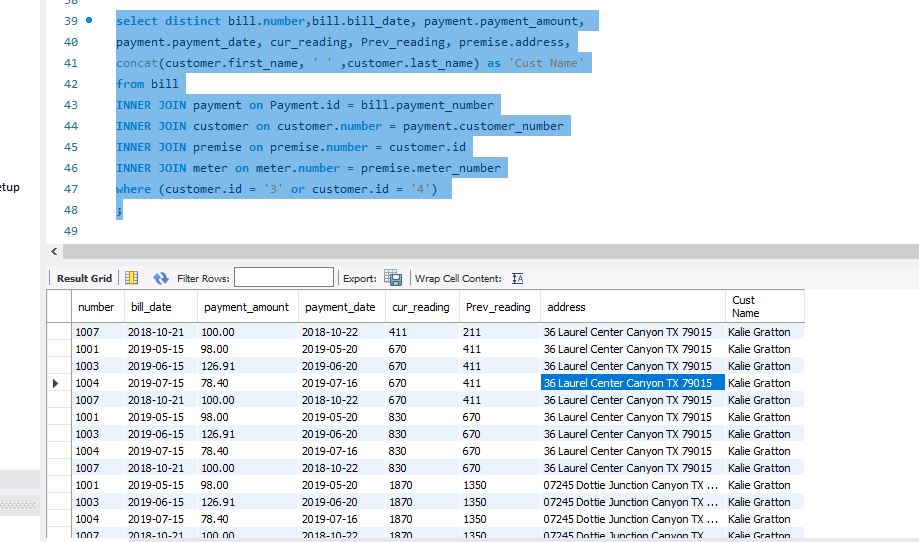 39 select distinct bill.number,bill.bill_date, payment.payment_amount,
40 payment.payment_date, cur_reading, Prev_reading, premise.address,
41 concat(customer.first_name, ' ' ,customer.last_name) as 'Cust Name'
42 from bill
43 INNER JOIN payment on Payment.id = bill.payment_number
44 INNER JOIN customer on customer.number = payment.customer_number
45 INNER JOIN premise on premise.number = customer.id
46 INNER JOIN meter on meter.number = premise.meter_number
etup
47 where (customer.id = '3' or customer.id = '4')
48 ;
49
Result Grid Filter Rows: Export: Wrap Cell Content: IA
number bill_date payment_amount payment_date cur_reading Prev_reading address Cust Name
1007 2018-10-21 100.00 2018-10-22 411 211 36 Laurel Center Canyon TX 79015 Kalie Gratton
1001 2019-05-15 98.00 2019-05-20 670 411 36 Laurel Center Canyon TX 79015 Kalie Gratton
1003 2019-06-15 126.91 2019-06-20 670 411 36 Laurel Center Canyon TX 79015 Kalie Gratton
1004 2019-07-15 78.40 2019-07-16 670 411 36 Laurel Center Canyon TX 79015 Kalie Gratton
1007 2018-10-21 100.00 2018-10-22 670 411 36 Laurel Center Canyon TX 79015 Kalie Gratton
1001 2019-05-15 98.00 2019-05-20 830 670 36 Laurel Center Canyon TX 79015 Kalie Gratton
1003 2019-06-15 126.91 2019-06-20 830 670 36 Laurel Center Canyon TX 79015 Kalie Gratton
1004 2019-07-15 78.40 2019-07-16 830 670 36 Laurel Center Canyon TX 79015 Kalie Gratton
1007 2018-10-21 100.00 2018-10-22 830 670 36 Laurel Center Canyon TX 79015 Kalie Gratton
1001 2019-05-15 98.00 2019-05-20 1870 1350 07245 Dottie Junction Canyon TX ... Kalie Gratton
1003 2019-06-15 126.91 2019-06-20 1870 1350 07245 Dottie Junction Canyon TX ... Kalie Gratton
1004 2019-07-15 78.40 2019-07-16 1870 1350 07245 Dottie Junction Canyon TX ... Kalie Gratton
1007 2018-10-21 100.00 2018-10-22 1870 1350 07245 Dottie Junction Canyon TX ... Kalie Gratton